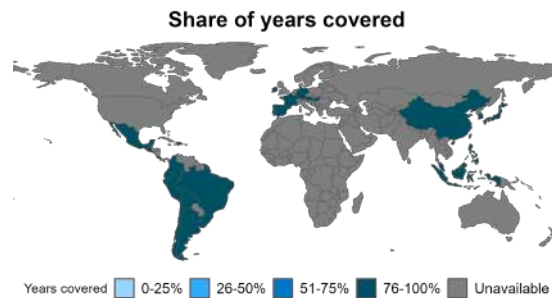 Share of years covered
Years covered 0-25% 26-50% 51-75% 76-100% Unavailable